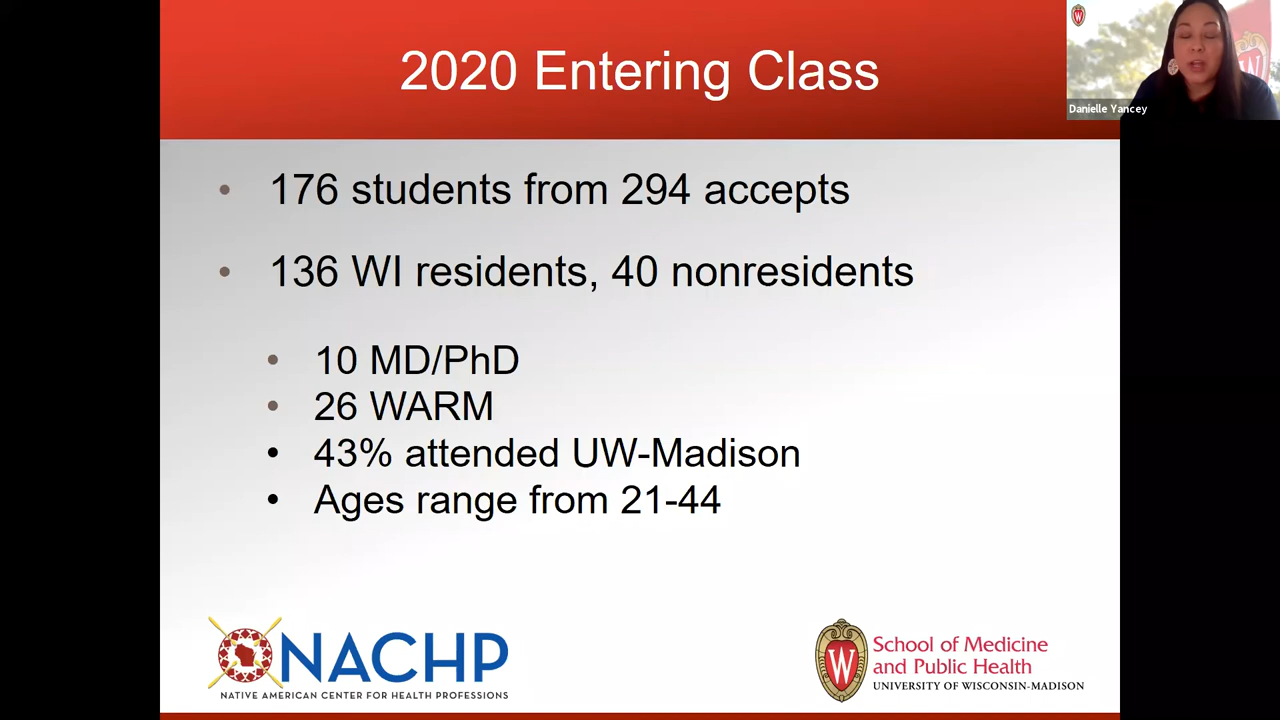 2020 Entering Class
Danielle Yancey
• 176 students from 294 accepts
• 136 WI residents, 40 nonresidents
• 10 MD/PhD
• 26 WARM
• 43% attended UW-Madison
• Ages range from 21-44
NACHP
NATIVE AMERICAN CENTER FOR HEALTH PROFESSIONS
W
School of Medicine
and Public Health
UNIVERSITY OF WISCONSIN-MADISON
W
W